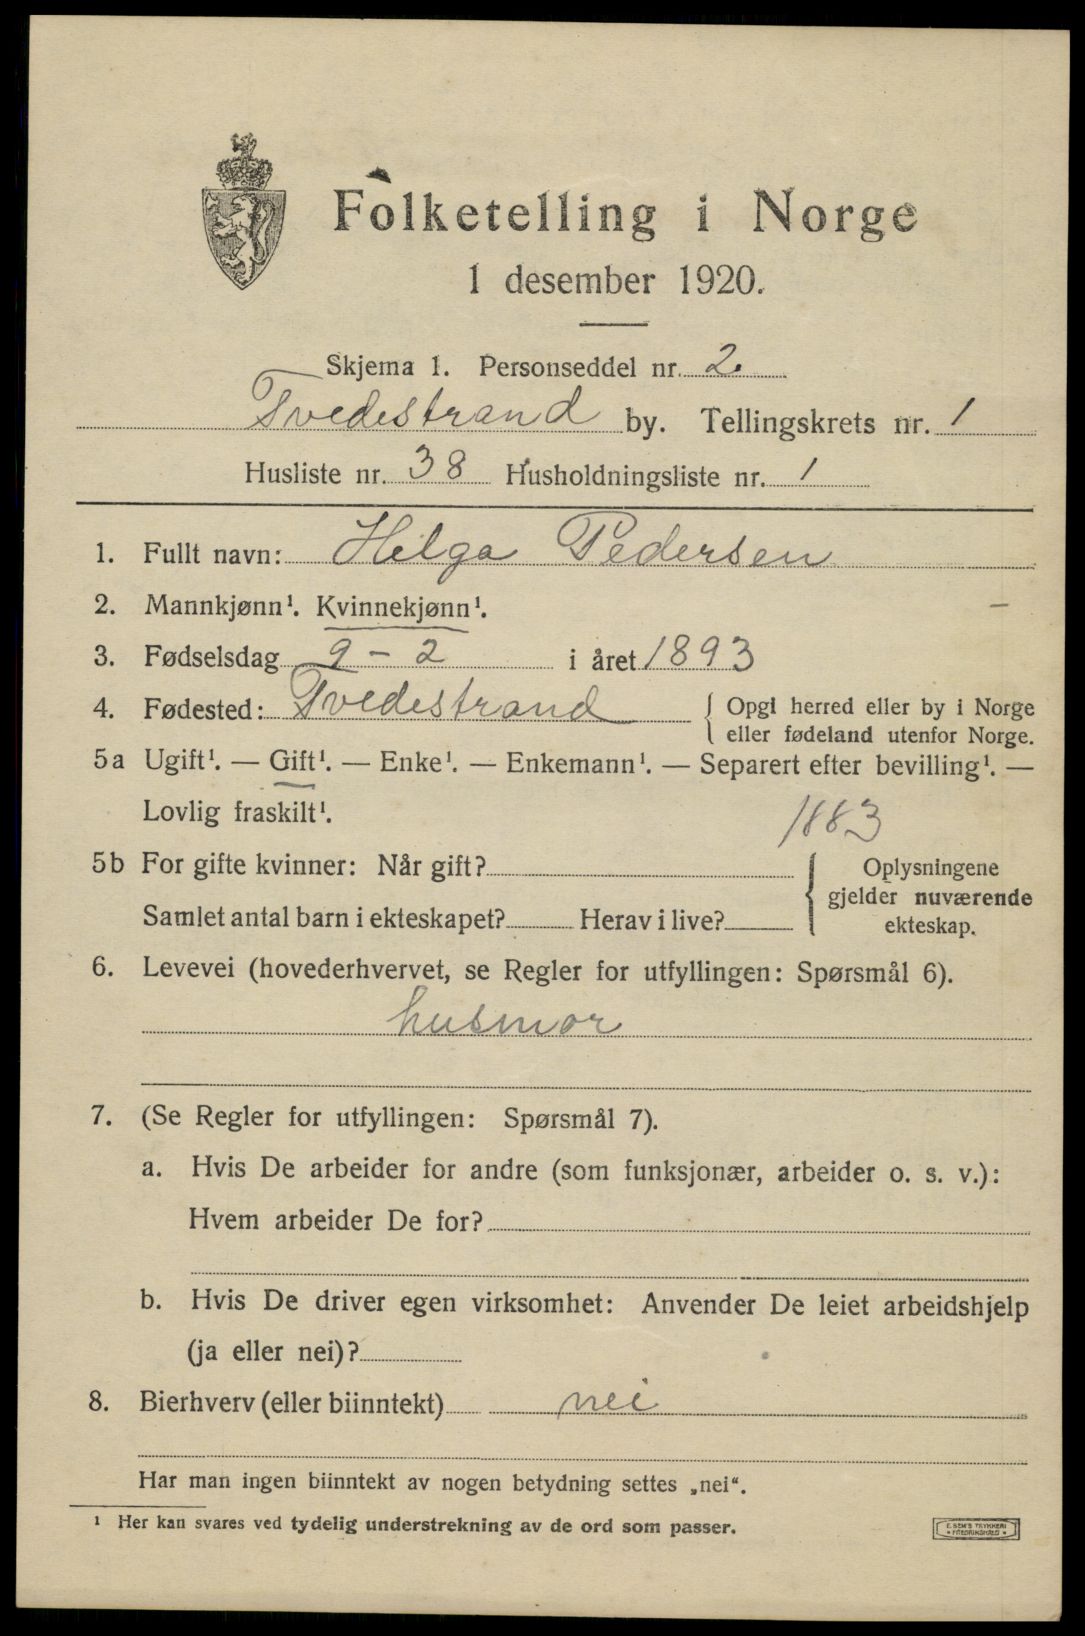 Folketelling i Norge
1 desember 1920.
Skjema 1. Personseddel nr. 2.
Tvedestrand by. Tellingskrets nr. 1
Husliste nr. 38 Husholdningsliste nr. 1
1. Fullt navn: Helga Pedersen
2. Mannkjønn¹. Kvinnekjønn¹. –
3. Fødselsdag 9 – 2 i året 1893
4. Fødested: Tvedestrand { Opgi herred eller by i Norge
eller fødeland utenfor Norge.
5a Ugift¹. — Gift¹. — Enke¹. — Enkemann¹. — Separert efter bevilling¹. —
Lovlig fraskilt¹.
1883
5b For gifte kvinner: Når gift? { Oplysningene
gjelder nuværende
Samlet antal barn i ekteskapet? Herav i live?
ekteskap.
6. Levevei (hovederhvervet, se Regler for utfyllingen: Spørsmål 6).
husmor
7. (Se Regler for utfyllingen: Spørsmål 7).
a. Hvis De arbeider for andre (som funksjonær, arbeider o. s. v.):
Hvem arbeider De for?
b. Hvis De driver egen virksomhet: Anvender De leiet arbeidshjelp
(ja eller nei)?
8. Bierhverv (eller biinntekt) nei
Har man ingen biinntekt av nogen betydning settes „nei“.
¹ Her kan svares ved tydelig understrekning av de ord som passer.
E. SEM'S TRYKKERI
FREDRIKSHALD